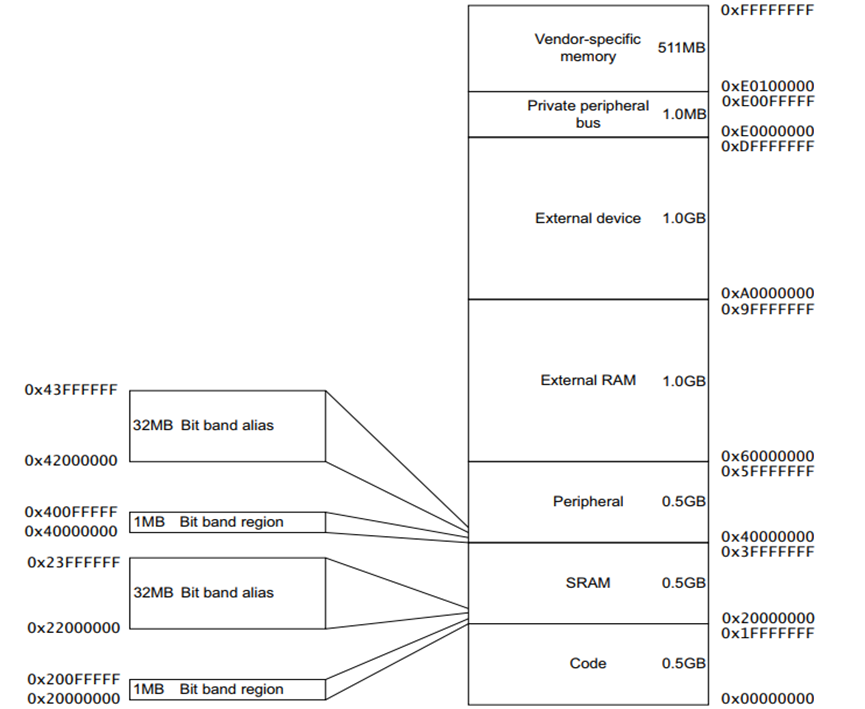 0xFFFFFFFF
Vendor-specific
memory
511MB
0xE0100000
0xE00FFFFF
Private peripheral
bus
1.0MB
0xE0000000
0xDFFFFFFF
External device
1.0GB
0xA0000000
0x9FFFFFFF
External RAM
1.0GB
0x60000000
0x5FFFFFFF
Peripheral
0.5GB
0x40000000
0x3FFFFFFF
SRAM
0.5GB
0x20000000
0x1FFFFFFF
Code
0.5GB
0x00000000
0x43FFFFFF
32MB Bit band alias
0x42000000
0x400FFFFF
1MB Bit band region
0x40000000
0x23FFFFFF
32MB Bit band alias
0x22000000
0x200FFFFF
1MB Bit band region
0x20000000